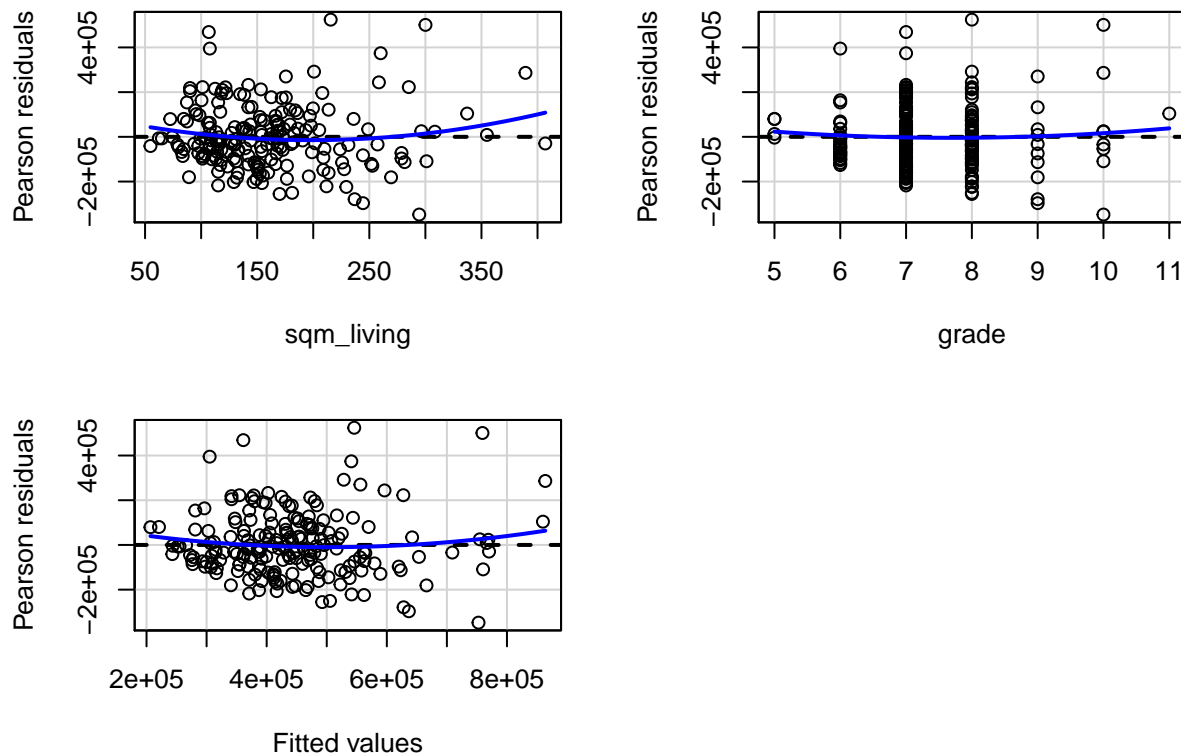 Pearson residuals
−2e+05
4e+05
50
150
250
350
sqm_living
Pearson residuals
−2e+05
4e+05
5
6
7
8
9
10
11
grade
Pearson residuals
−2e+05
4e+05
2e+05
4e+05
6e+05
8e+05
Fitted values